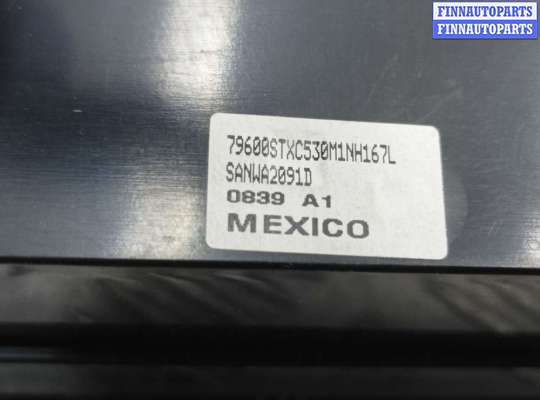 FINNAUTOPARTS
FINNAUTOPARTS
79600STXC530M1NH167L
SANWA2091D
0839 A1
MEXICO